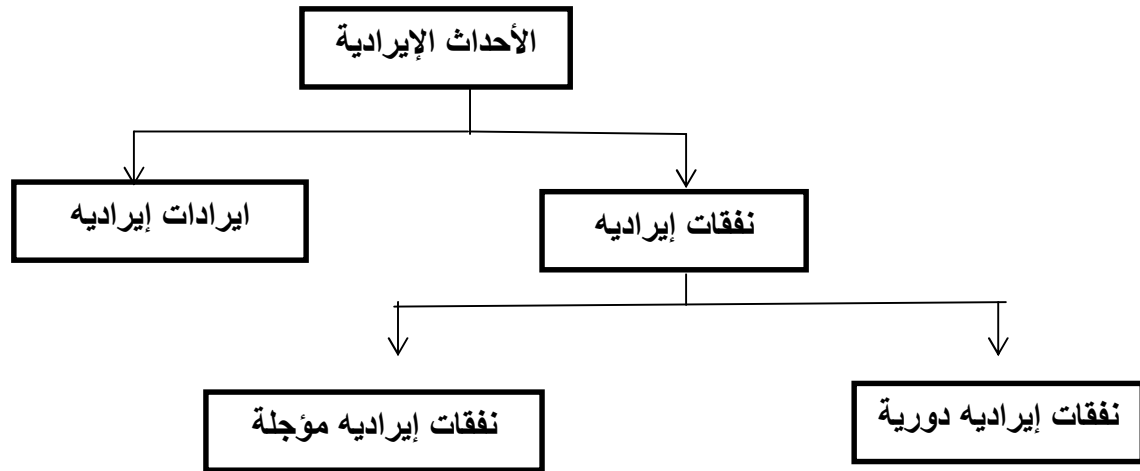 الأحداث الإيرادية
نفقات إيراديه
ايرادات إيراديه
نفقات إيراديه دورية
نفقات إيراديه مؤجلة